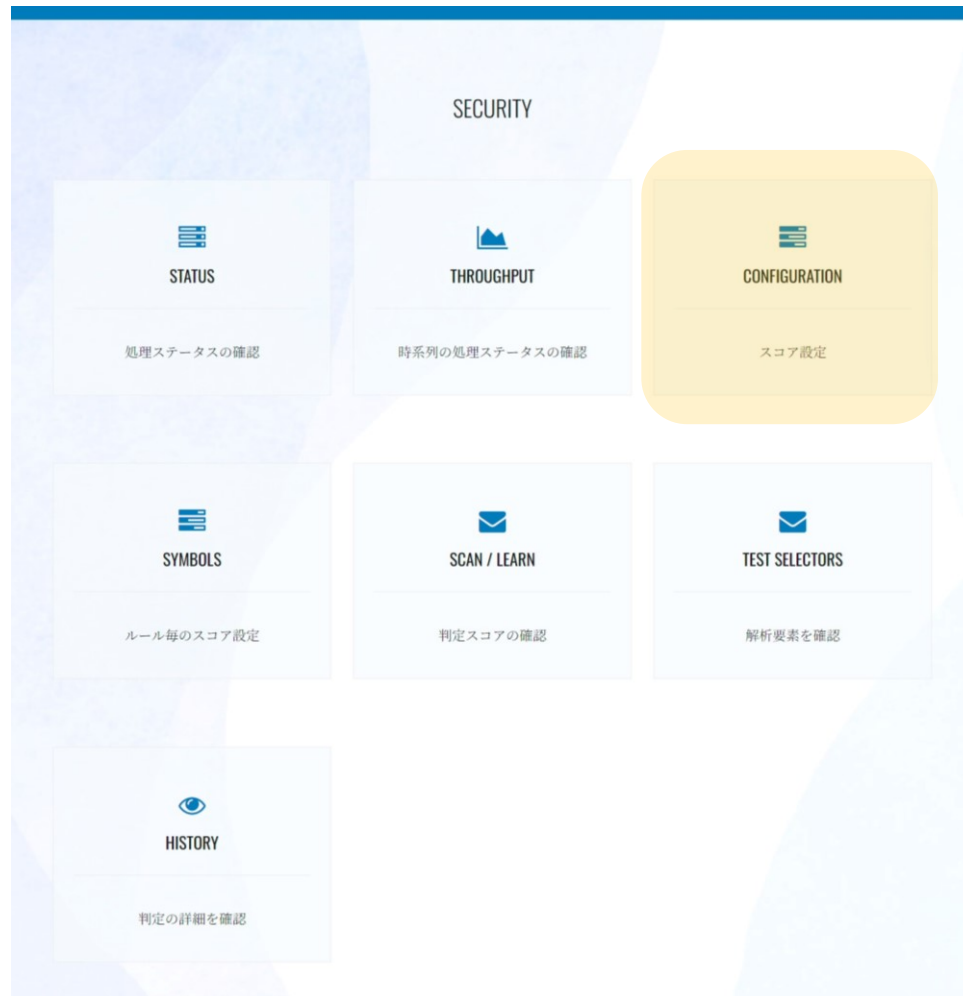 SECURITY
STATUS
処理ステータスの確認
THROUGHPUT
時系列の処理ステータスの確認
CONFIGURATION
スコア設定
SYMBOLS
ルール毎のスコア設定
SCAN / LEARN
判定スコアの確認
TEST SELECTORS
解析要素を確認
HISTORY
判定の詳細を確認